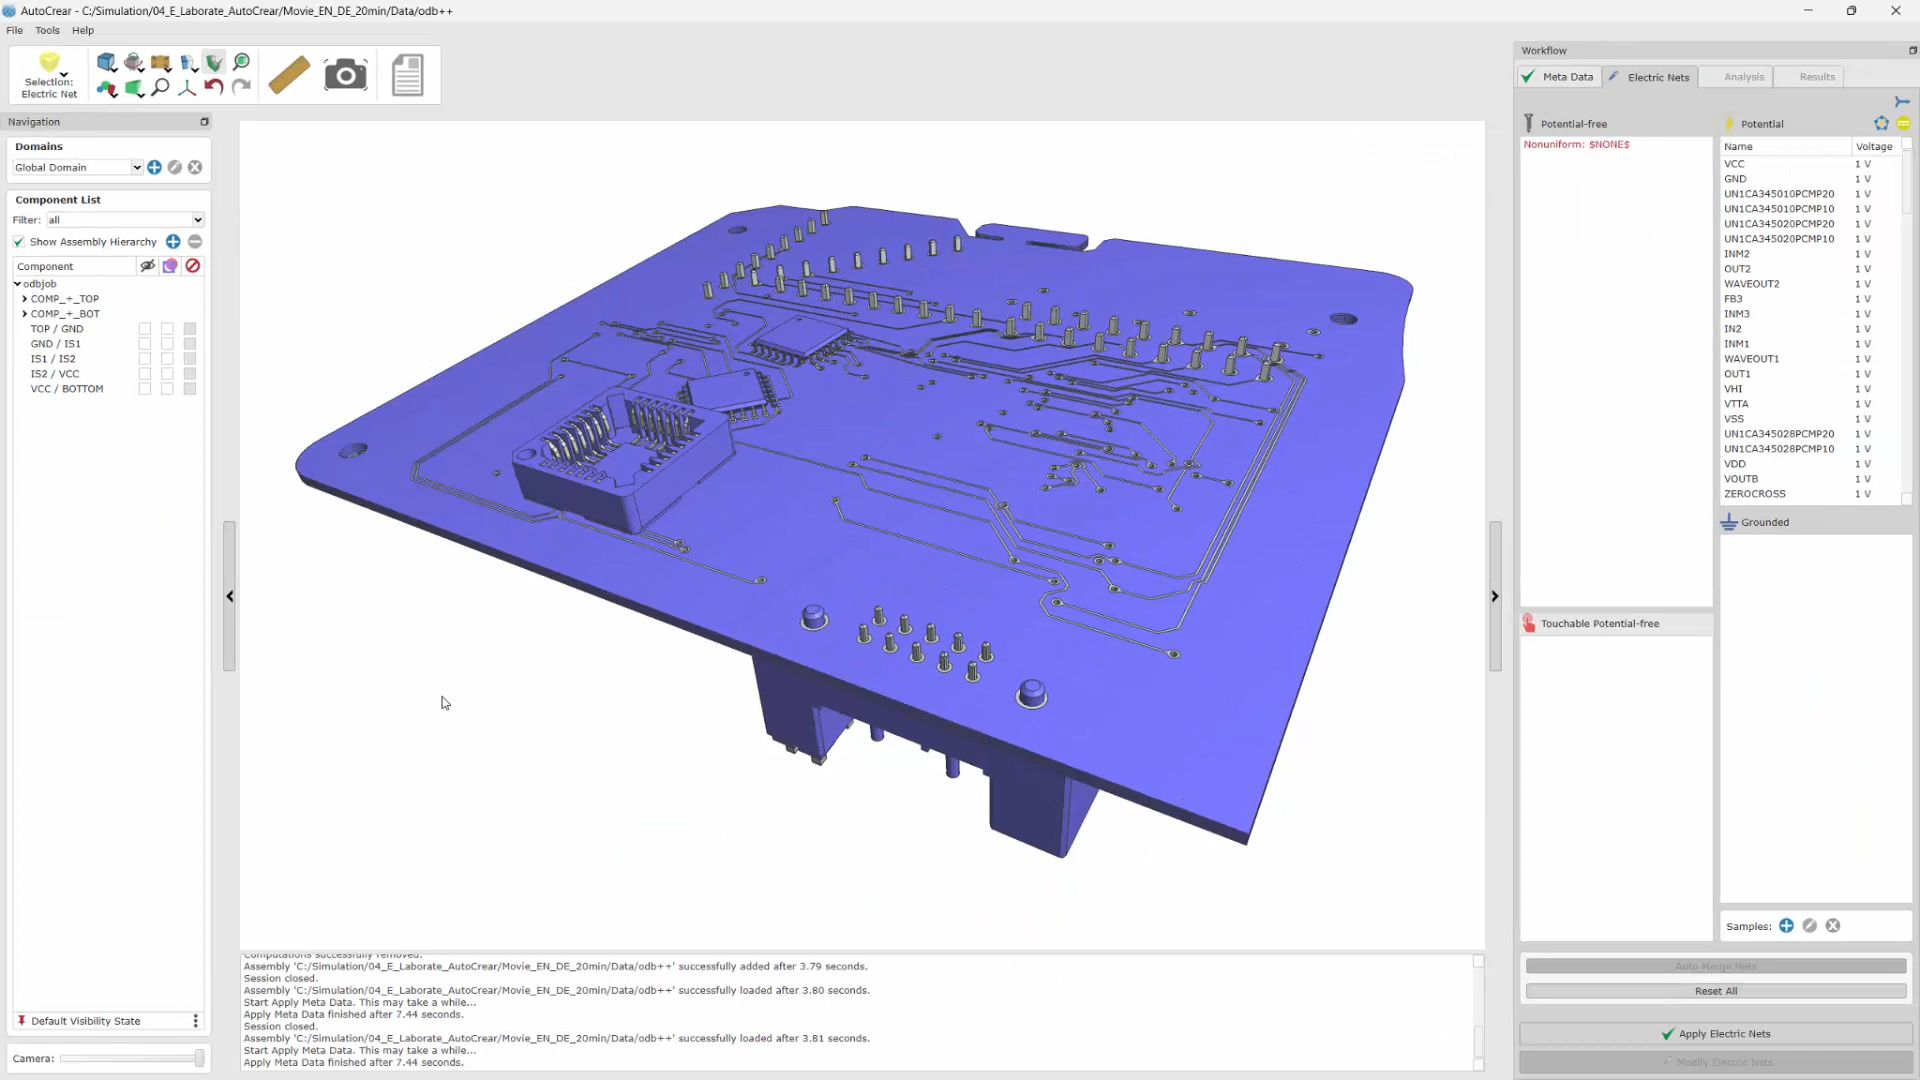 AutoCrear - C:/Simulation/04_E_Laborate_AutoCrear/Movie_EN_DE_20min/Data/odb++
File Tools Help
Selection:
Electric Net
Navigation
Domains
Global Domain
Component List
Filter: all
Show Assembly Hierarchy
Component
odbjob
COMP_+_TOP
COMP_+_BOT
TOP / GND
GND / IS1
IS1 / IS2
IS2 / VCC
VCC / BOTTOM
Default Visibility State
Camera:
Computations successfully removed.
Assembly 'C:/Simulation/04_E_Laborate_AutoCrear/Movie_EN_DE_20min/Data/odb++' successfully added after 3.79 seconds.
Session closed.
Assembly 'C:/Simulation/04_E_Laborate_AutoCrear/Movie_EN_DE_20min/Data/odb++' successfully loaded after 3.80 seconds.
Start Apply Meta Data. This may take a while...
Apply Meta Data finished after 7.44 seconds.
Session closed.
Assembly 'C:/Simulation/04_E_Laborate_AutoCrear/Movie_EN_DE_20min/Data/odb++' successfully loaded after 3.81 seconds.
Start Apply Meta Data. This may take a while...
Apply Meta Data finished after 7.44 seconds.
Workflow
Meta Data Electric Nets Analysis Results
Potential-free
Nonuniform: $NONE$
Touchable Potential-free
Potential
Name Voltage
VCC 1 V
GND 1 V
UN1CA345010PCMP20 1 V
UN1CA345010PCMP10 1 V
UN1CA345020PCMP20 1 V
UN1CA345020PCMP10 1 V
INM2 1 V
OUT2 1 V
WAVEOUT2 1 V
FB3 1 V
INM3 1 V
IN2 1 V
INM1 1 V
WAVEOUT1 1 V
OUT1 1 V
VHI 1 V
VTTA 1 V
VSS 1 V
UN1CA345028PCMP20 1 V
UN1CA345028PCMP10 1 V
VDD 1 V
VOUTB 1 V
ZEROCROSS 1 V
Grounded
Samples:
Auto Merge Nets
Reset All
Apply Electric Nets
Modify Electric Nets